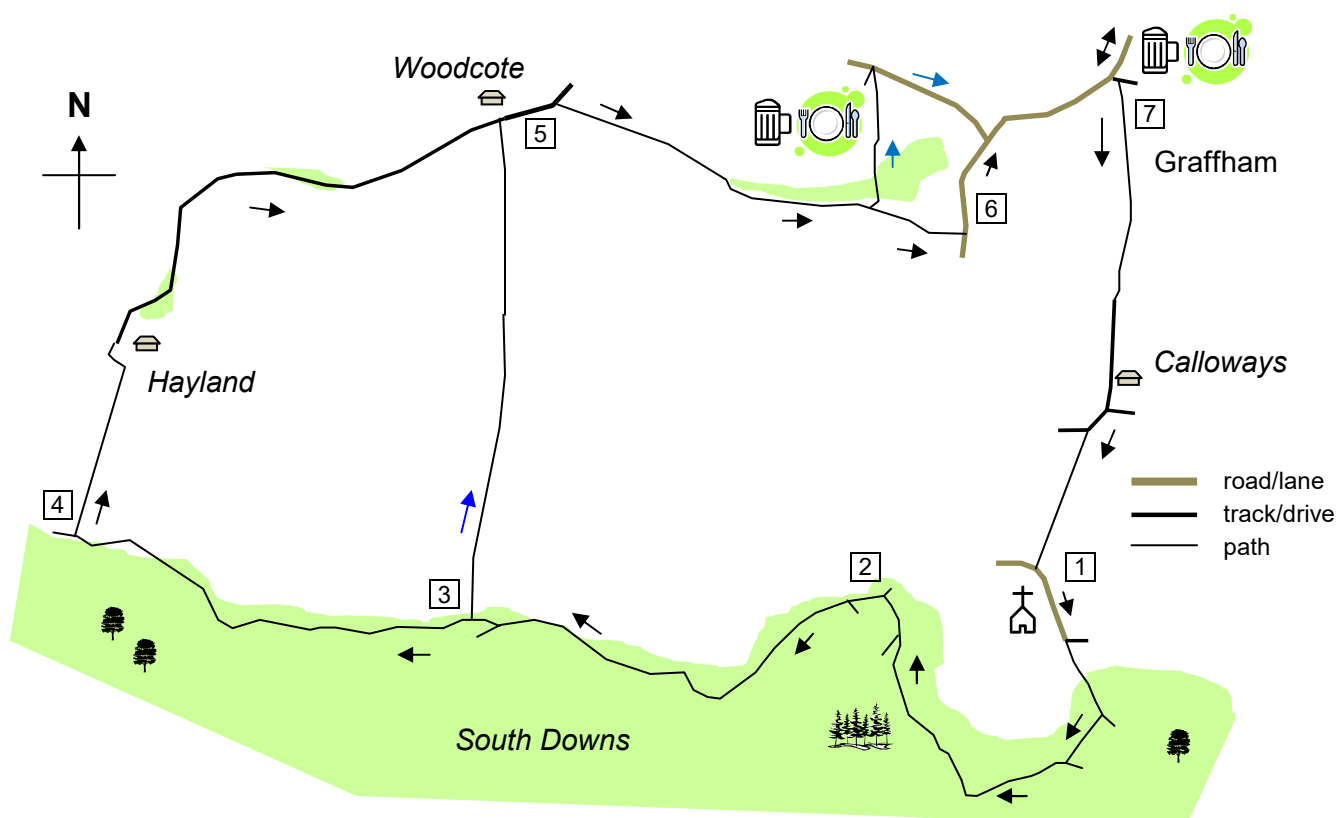 Woodcote
N
5
7
Graffham
6
Hayland
Calloways
4
road/lane
track/drive
path
3
2
1
South Downs